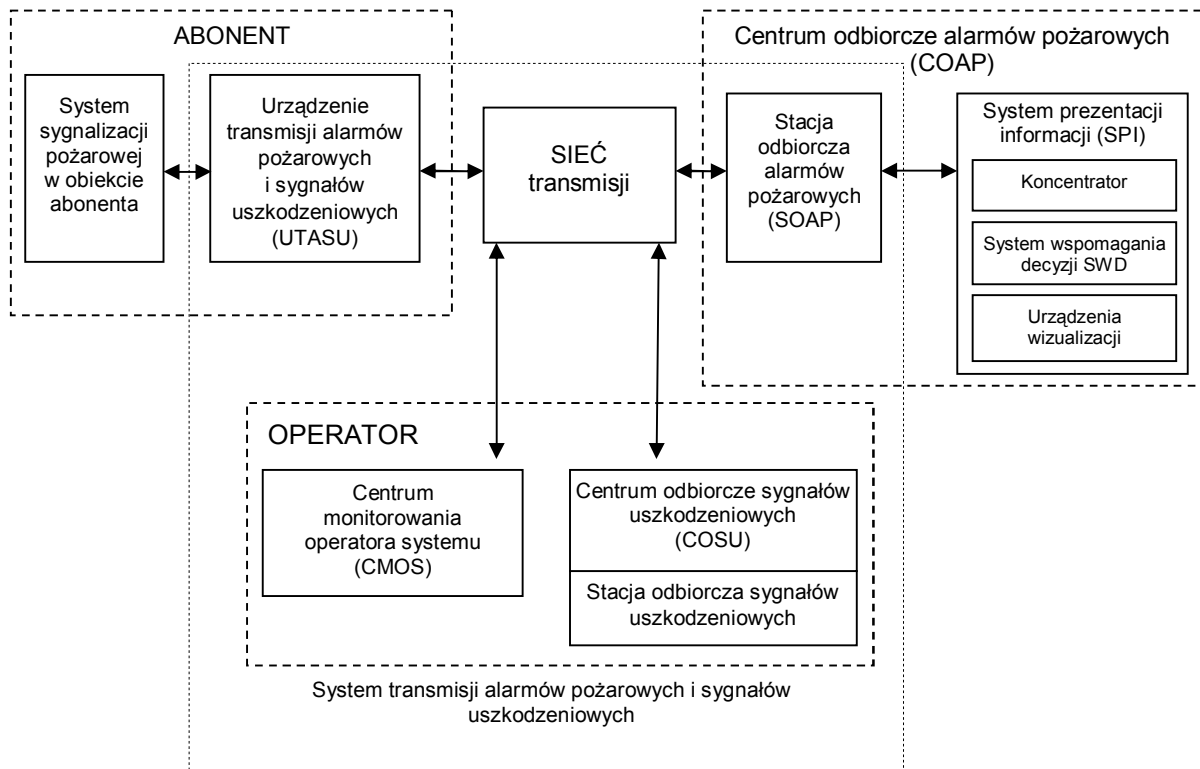 ABONENT
System
sygnalizacji
pożarowej
w obiekcie
abonenta
Urządzenie
transmisji alarmów
pożarowych
i sygnałów
uszkodzeniowych
(UTASU)
SIEĆ
transmisji
Centrum odbiorcze alarmów pożarowych
(COAP)
Stacja
odbiorcza
alarmów
pożarowych
(SOAP)
System prezentacji
informacji (SPI)
Koncentrator
System wspomagania
decyzji SWD
Urządzenia
wizualizacji
OPERATOR
Centrum
monitorowania
operatora systemu
(CMOS)
Centrum odbiorcze sygnałów
uszkodzeniowych
(COSU)
Stacja odbiorcza sygnałów
uszkodzeniowych
System transmisji alarmów pożarowych i sygnałów
uszkodzeniowych